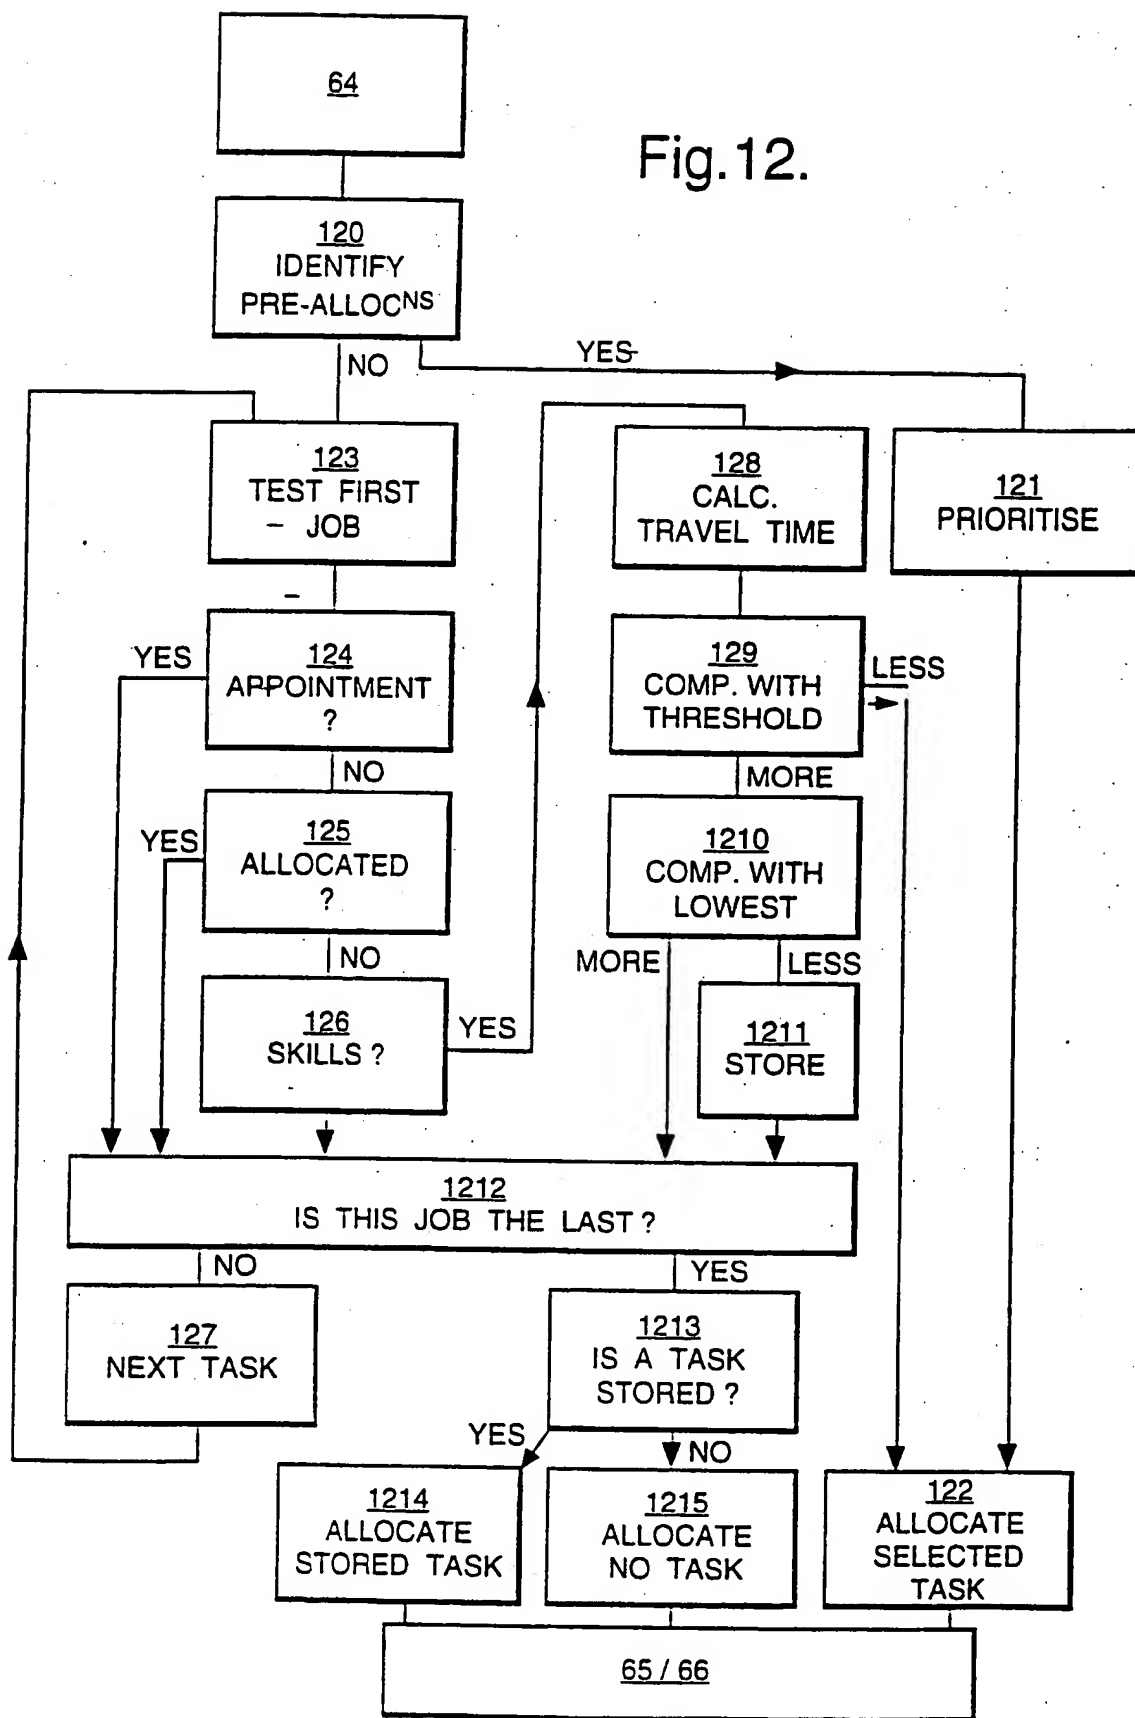 64
Fig.12.
120
IDENTIFY
PRE-ALLOCNS
NO
YES
123
TEST FIRST
JOB
128
CALC.
TRAVEL TIME
121
PRIORITISE
YES
124
APPOINTMENT
?
129
COMP. WITH
THRESHOLD
LESS
NO
MORE
YES
125
ALLOCATED
?
1210
COMP. WITH
LOWEST
NO
MORE
LESS
126
SKILLS ?
YES
1211
STORE
1212
IS THIS JOB THE LAST ?
NO
YES
127
NEXT TASK
1213
IS A TASK
STORED ?
YES
NO
1214
ALLOCATE
STORED TASK
1215
ALLOCATE
NO TASK
122
ALLOCATE
SELECTED
TASK
65 / 66